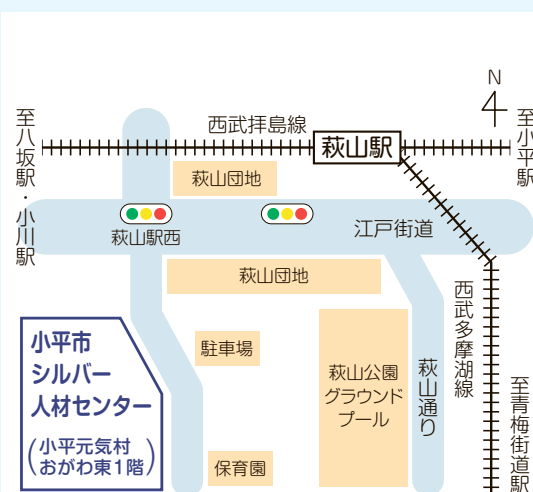 N
至八坂駅・小川駅
西武拝島線
萩山駅
至小平駅
萩山団地
萩山駅西
江戸街道
萩山団地
西武多摩湖線
小平市
シルバー
人材センター
(小平元気村
おがわ東1階)
駐車場
萩山公園
グラウンド
プール
萩山通り
至青梅街道駅
保育園